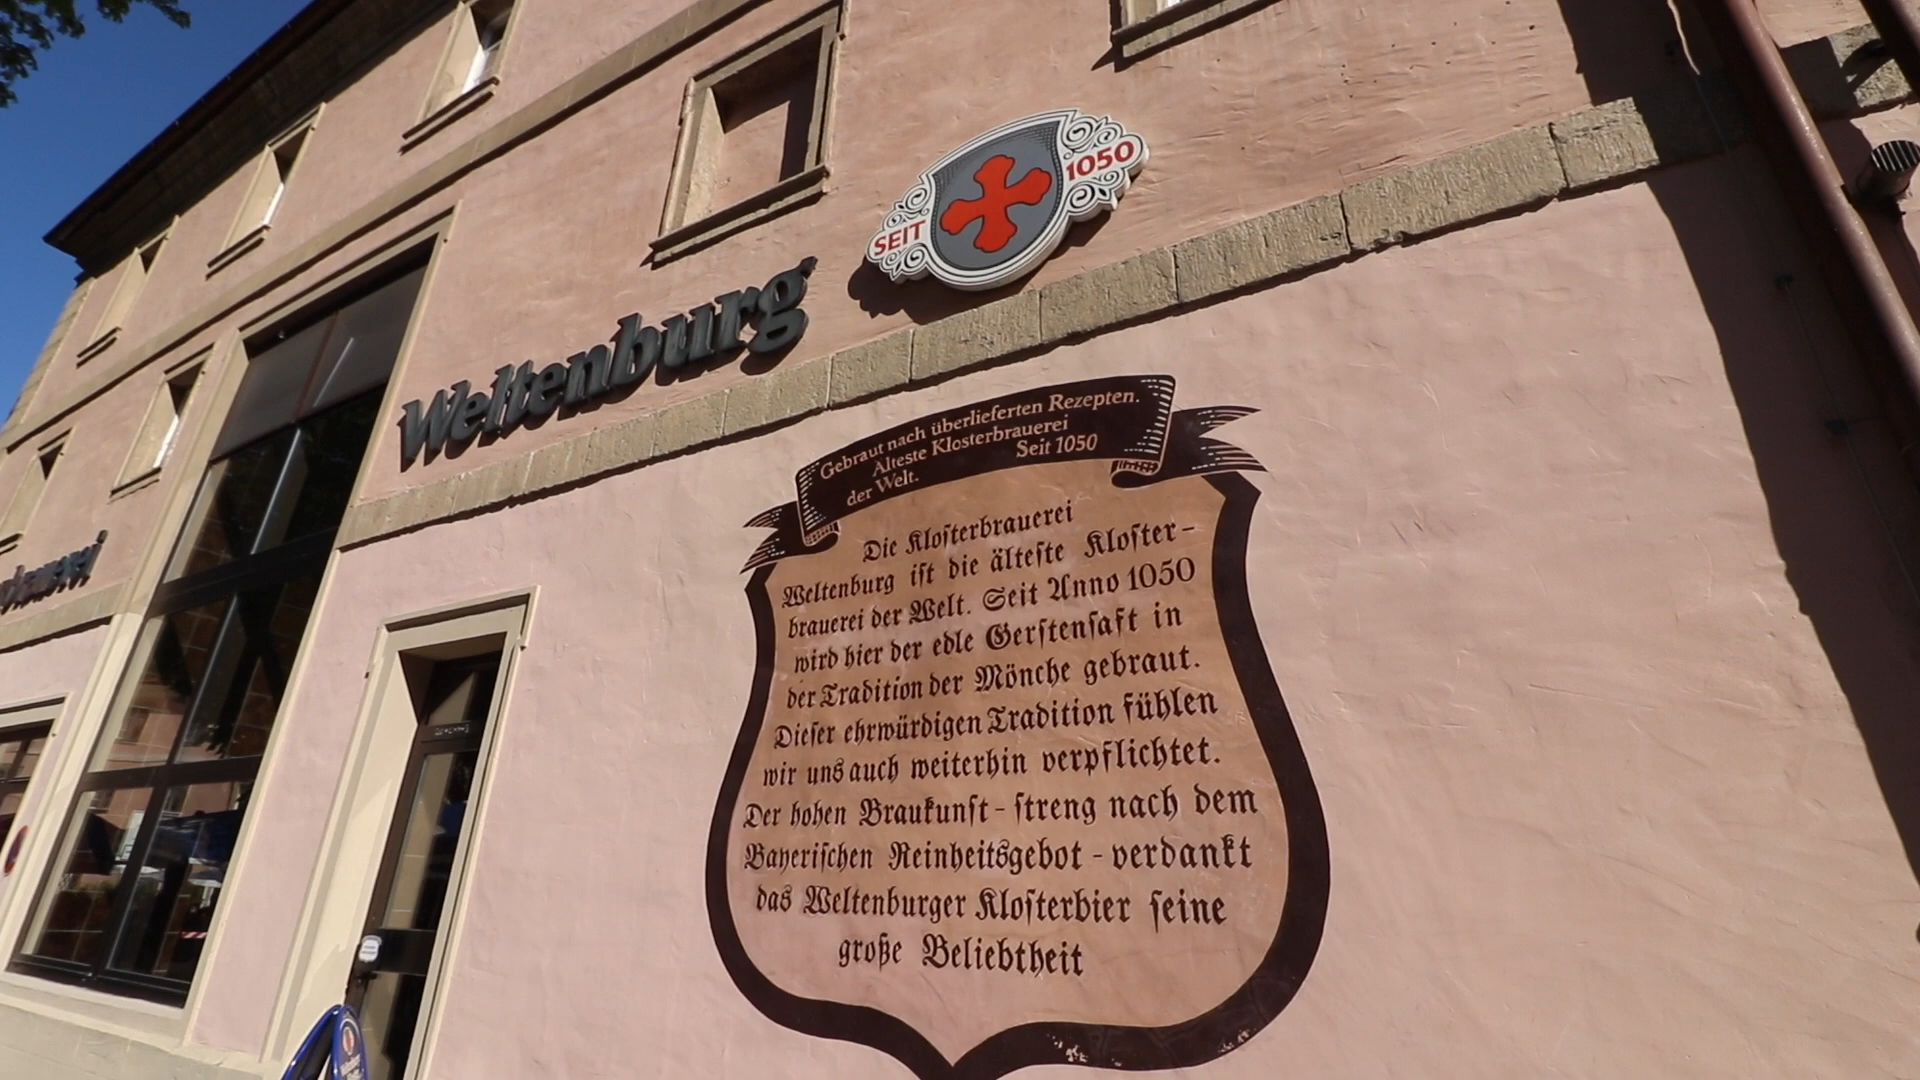 SEIT 1050
Weltenburg
Gebraut nach überlieferten Rezepten.
Älteste Klosterbrauerei
der Welt. Seit 1050
Die Kloſterbrauerei
Weltenburg iſt die älteſte Kloſter-
brauerei der Welt. Seit Anno 1050
wird hier der edle Gerſtenſaft in
der Tradition der Mönche gebraut.
Dieſer ehrwürdigen Tradition fühlen
wir uns auch weiterhin verpflichtet.
Der hohen Braukunſt - ſtreng nach dem
Bayeriſchen Reinheitsgebot - verdankt
das Weltenburger Kloſterbier ſeine
große Beliebtheit